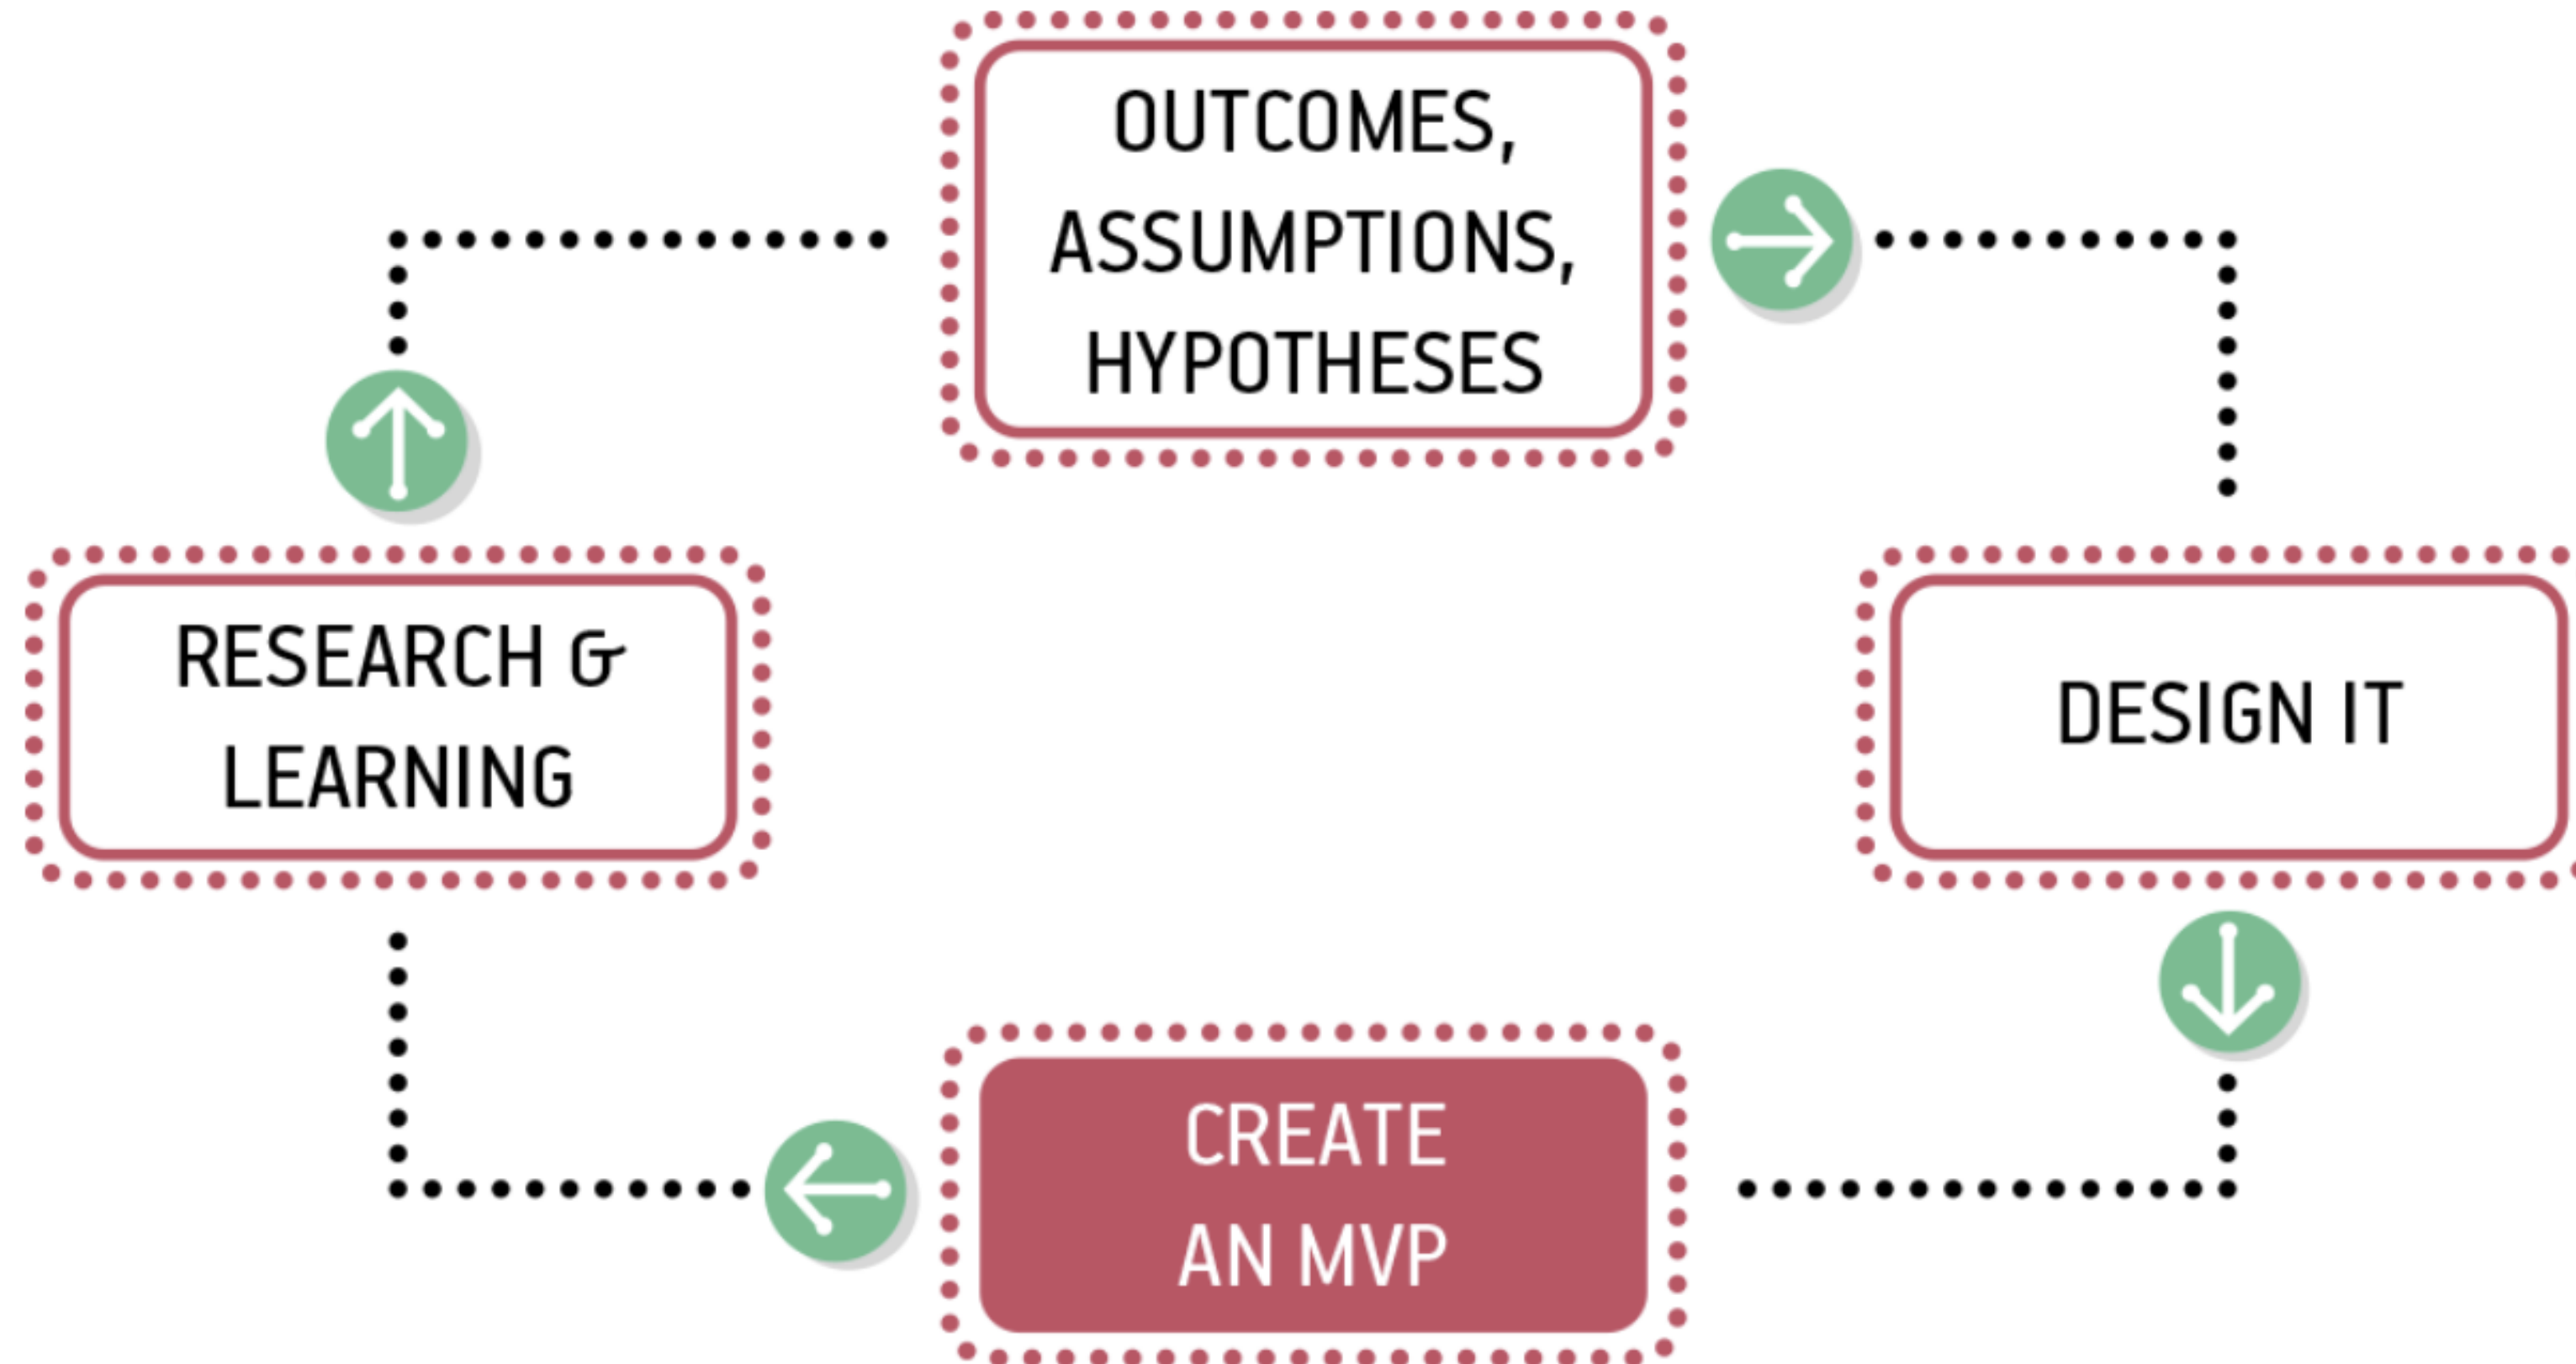 OUTCOMES,
ASSUMPTIONS,
HYPOTHESES
RESEARCH &
LEARNING
DESIGN IT
CREATE
AN MVP